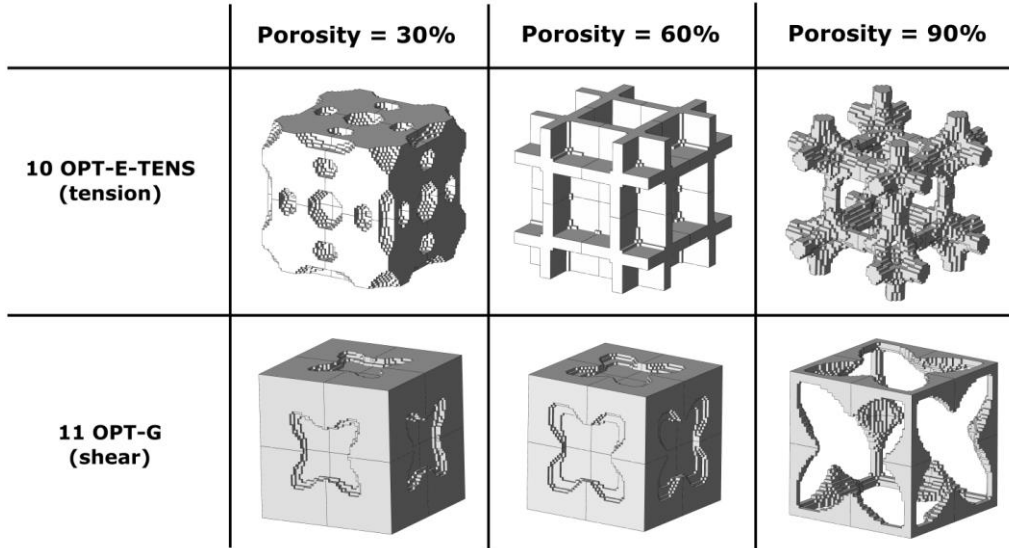 Porosity = 30%
Porosity = 60%
Porosity = 90%
10 OPT-E-TENS
(tension)
11 OPT-G
(shear)